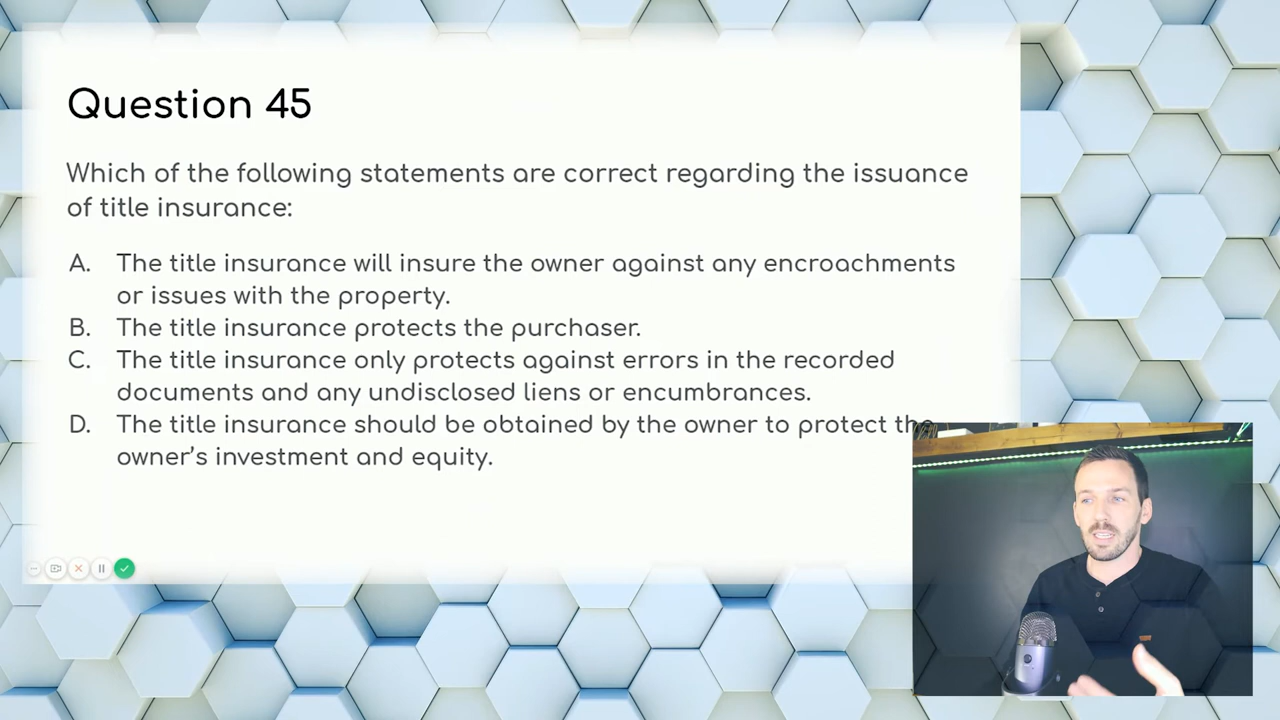 Question 45
Which of the following statements are correct regarding the issuance
of title insurance:
A. The title insurance will insure the owner against any encroachments
or issues with the property.
B. The title insurance protects the purchaser.
C. The title insurance only protects against errors in the recorded
documents and any undisclosed liens or encumbrances.
D. The title insurance should be obtained by the owner to protect the
owner's investment and equity.